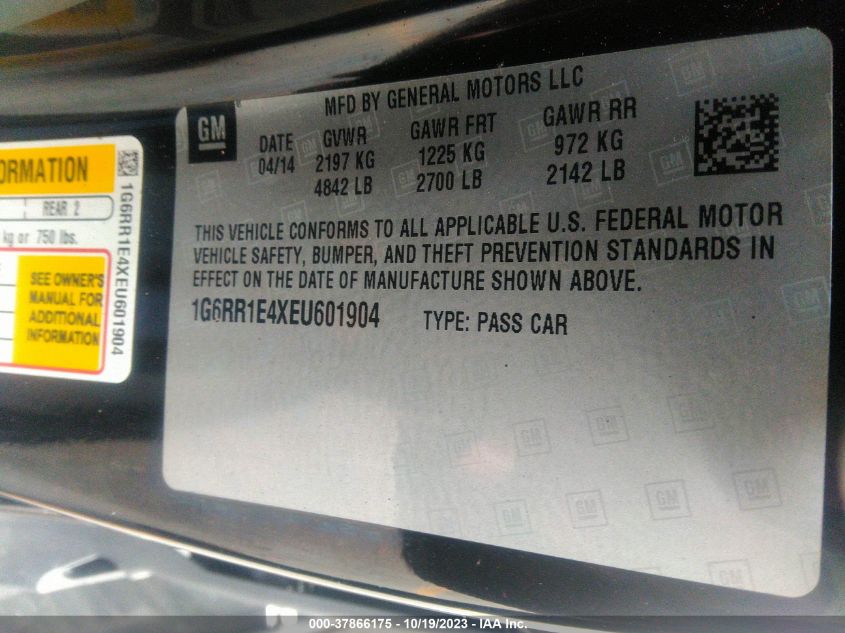 ORMATION
REAR 2
kg or 750 lbs.
SEE OWNER'S
MANUAL FOR
ADDITIONAL
INFORMATION
1G6RR1E4XEU601904
GM
MFD BY GENERAL MOTORS LLC
DATE GVWR GAWR FRT GAWR RR
04/14 2197 KG 1225 KG 972 KG
4842 LB 2700 LB 2142 LB
THIS VEHICLE CONFORMS TO ALL APPLICABLE U.S. FEDERAL MOTOR
VEHICLE SAFETY, BUMPER, AND THEFT PREVENTION STANDARDS IN
EFFECT ON THE DATE OF MANUFACTURE SHOWN ABOVE.
1G6RR1E4XEU601904 TYPE: PASS CAR
000-37866175 - 10/19/2023 - IAA Inc.